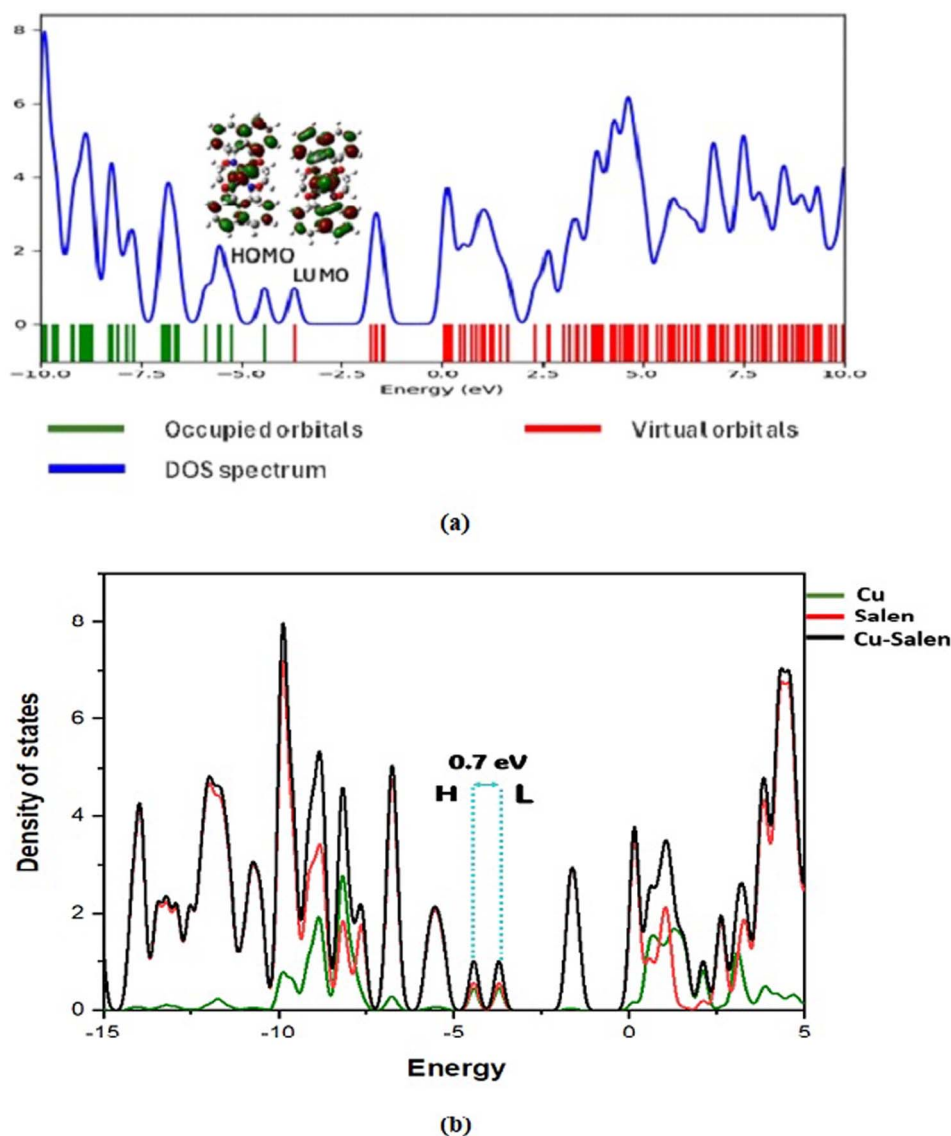 8
6
4
2
0
HOMO
LUMO
-10.0 -7.5 -5.0 -2.5 0.0 2.5 5.0 7.5 10.0
Energy (eV)
Occupied orbitals Virtual orbitals
DOS spectrum
(a)
Cu
Salen
Cu-Salen
8
6
4
2
0
Density of states
0.7 eV
H L
-15 -10 -5 0 5
Energy
(b)